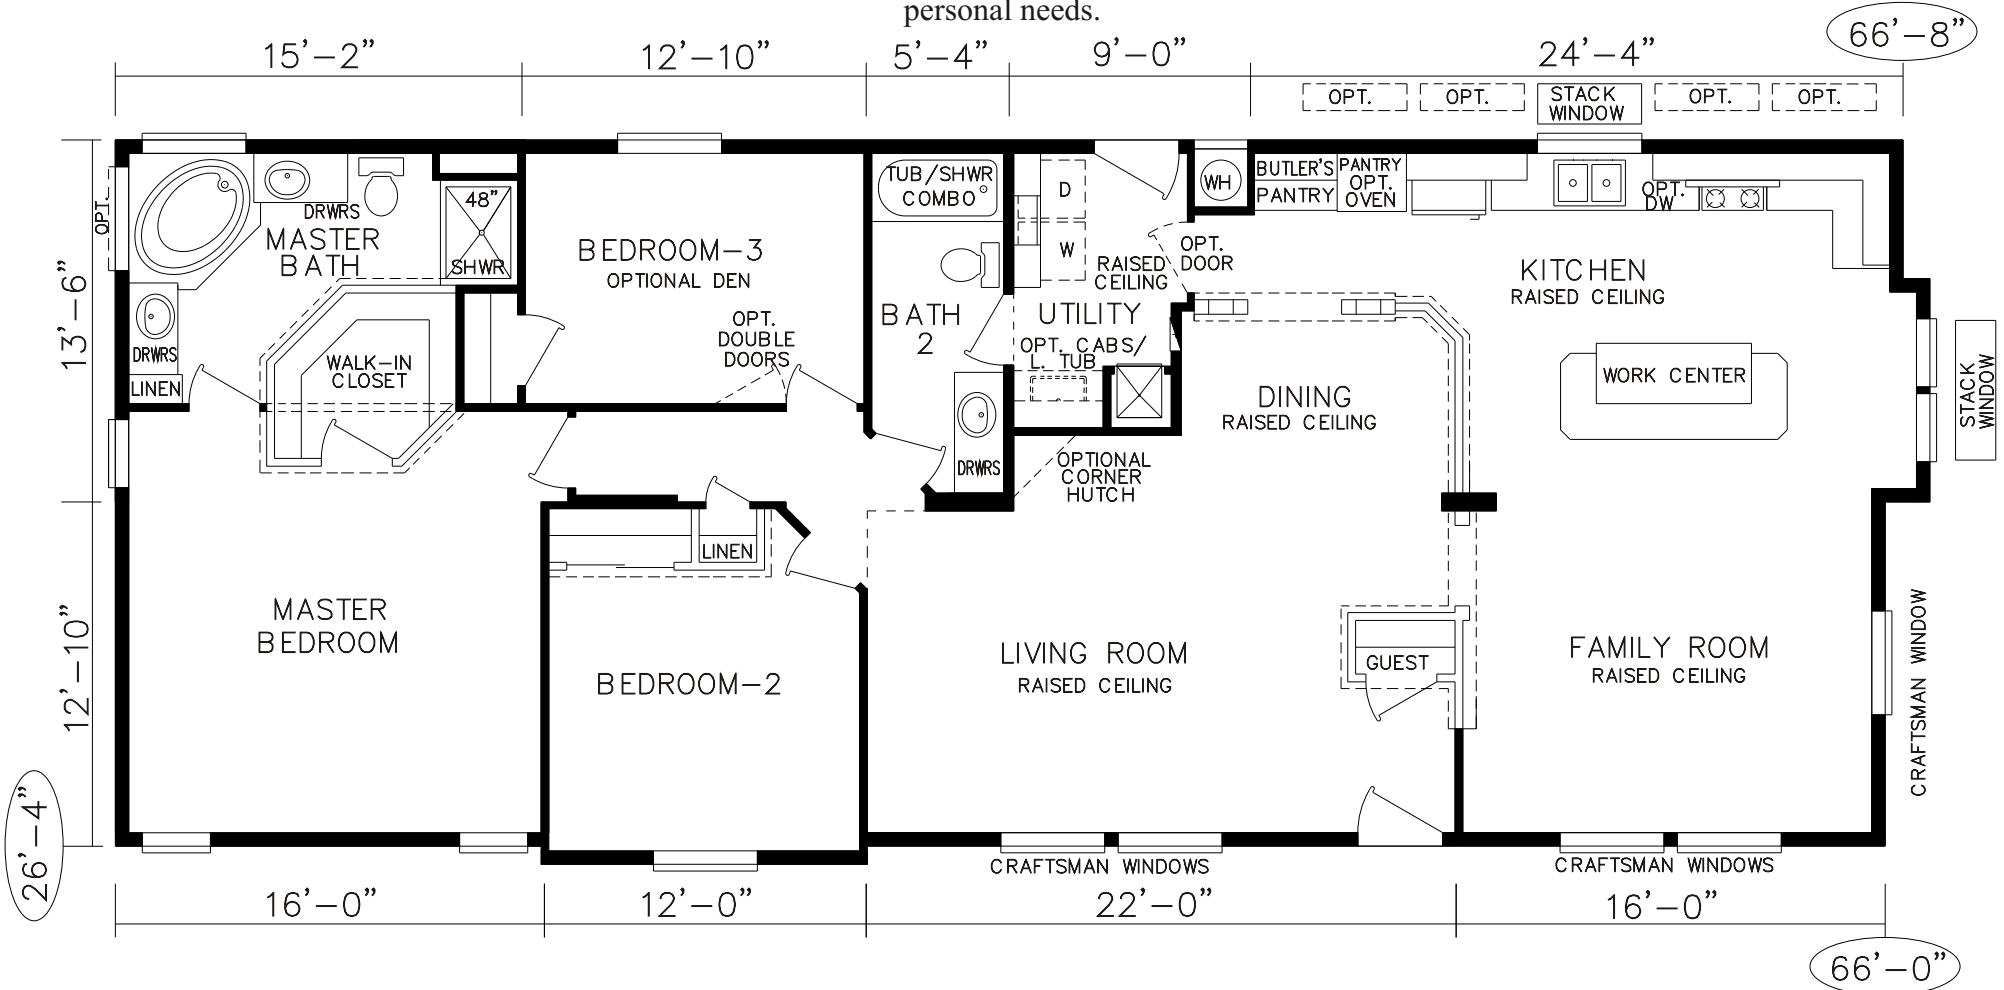 personal needs.
15'-2"
12'-10"
5'-4"
9'-0"
24'-4"
66'-8"
OPT.
OPT.
STACK
WINDOW
OPT.
OPT.
OPT.
DRWRS
MASTER
BATH
48"
SHWR
DRWRS
LINEN
WALK-IN
CLOSET
BEDROOM-3
OPTIONAL DEN
OPT.
DOUBLE
DOORS
TUB/SHWR
COMBO
BATH
2
DRWRS
D
W
RAISED
CEILING
UTILITY
OPT. CABS/
L. TUB
OPT.
DOOR
WH
BUTLER'S
PANTRY
PANTRY
OPT.
OVEN
OPT.
DW
KITCHEN
RAISED CEILING
WORK CENTER
STACK
WINDOW
DINING
RAISED CEILING
OPTIONAL
CORNER
HUTCH
13'-6"
12'-10"
26'-4"
MASTER
BEDROOM
LINEN
BEDROOM-2
LIVING ROOM
RAISED CEILING
GUEST
FAMILY ROOM
RAISED CEILING
CRAFTSMAN WINDOW
CRAFTSMAN WINDOWS
CRAFTSMAN WINDOWS
16'-0"
12'-0"
22'-0"
16'-0"
66'-0"